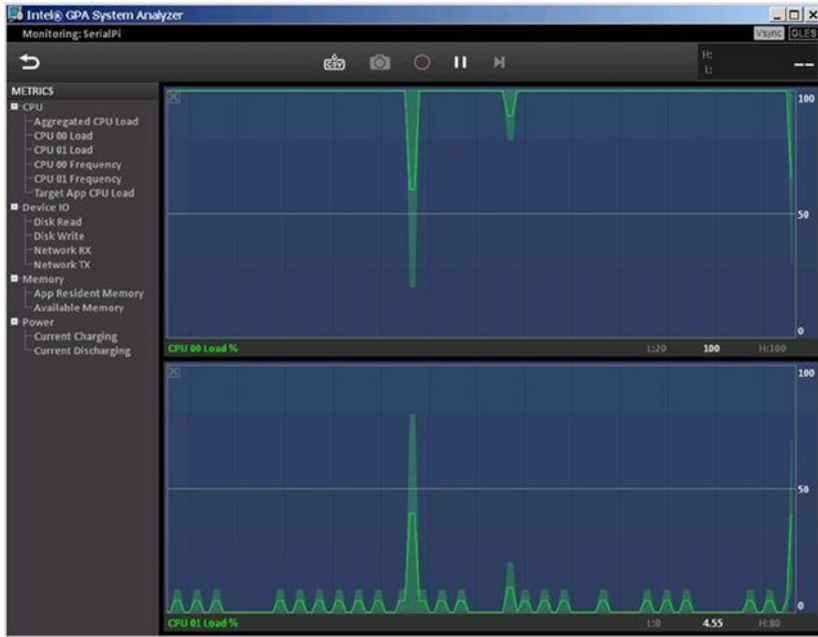 Intel® GPA System Analyzer
Monitoring: SerialPi
Vsync GLES
CSV
H:
L:
--
METRICS
CPU
Aggregated CPU Load
CPU 00 Load
CPU 01 Load
CPU 00 Frequency
CPU 01 Frequency
Target App CPU Load
Device IO
Disk Read
Disk Write
Network RX
Network TX
Memory
App Resident Memory
Available Memory
Power
Current Charging
Current Discharging
100
50
0
CPU 00 Load % L:20 100 H:100
100
50
0
CPU 01 Load % L:0 4.55 H:80